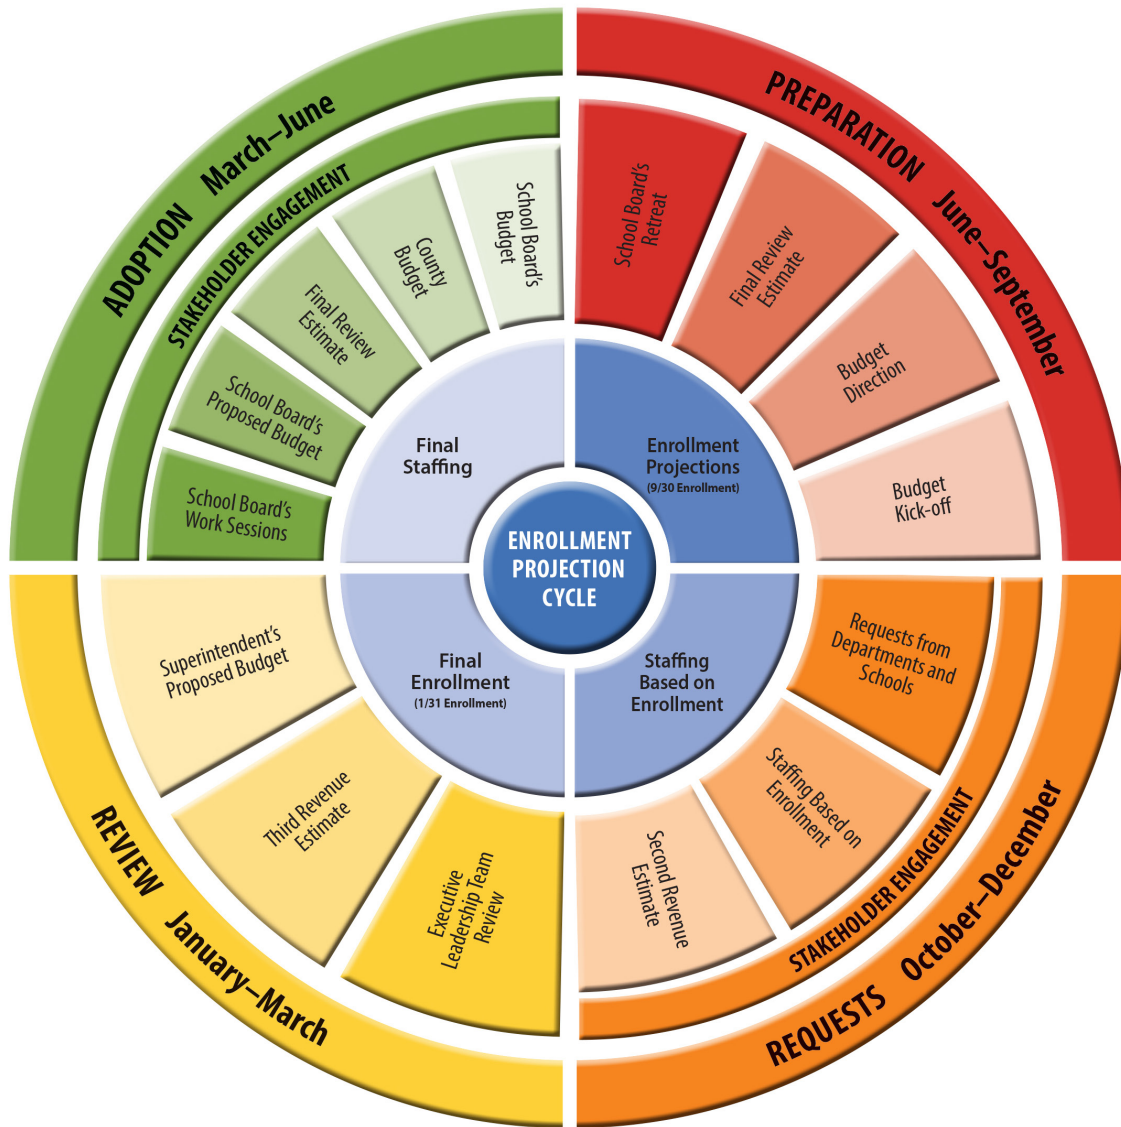 PREPARATION June–September
School Board's
Retreat
Final Review
Estimate
Budget
Direction
Budget
Kick-off
Enrollment
Projections
(9/30 Enrollment)
REQUESTS October–December
STAKEHOLDER ENGAGEMENT
Requests from
Departments and
Schools
Staffing Based on
Enrollment
Second Revenue
Estimate
Staffing
Based on
Enrollment
REVIEW January–March
Executive
Leadership Team
Review
Third Revenue
Estimate
Superintendent's
Proposed Budget
Final
Enrollment
(1/31 Enrollment)
ADOPTION March–June
STAKEHOLDER ENGAGEMENT
School Board's
Work Sessions
School Board's
Proposed Budget
Final Review
Estimate
County
Budget
School Board's
Budget
Final
Staffing
ENROLLMENT
PROJECTION
CYCLE